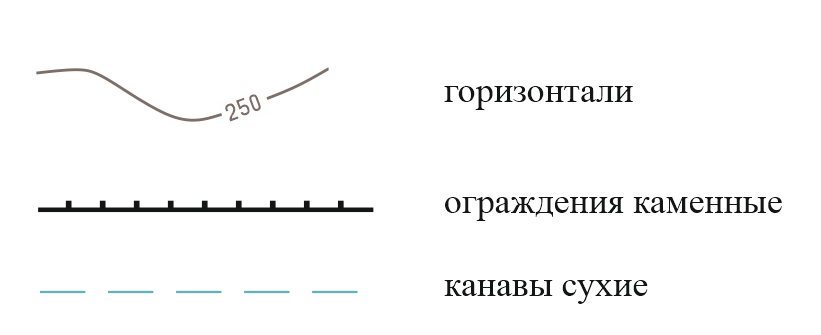 250
горизонтали
ограждения каменные
канавы сухие